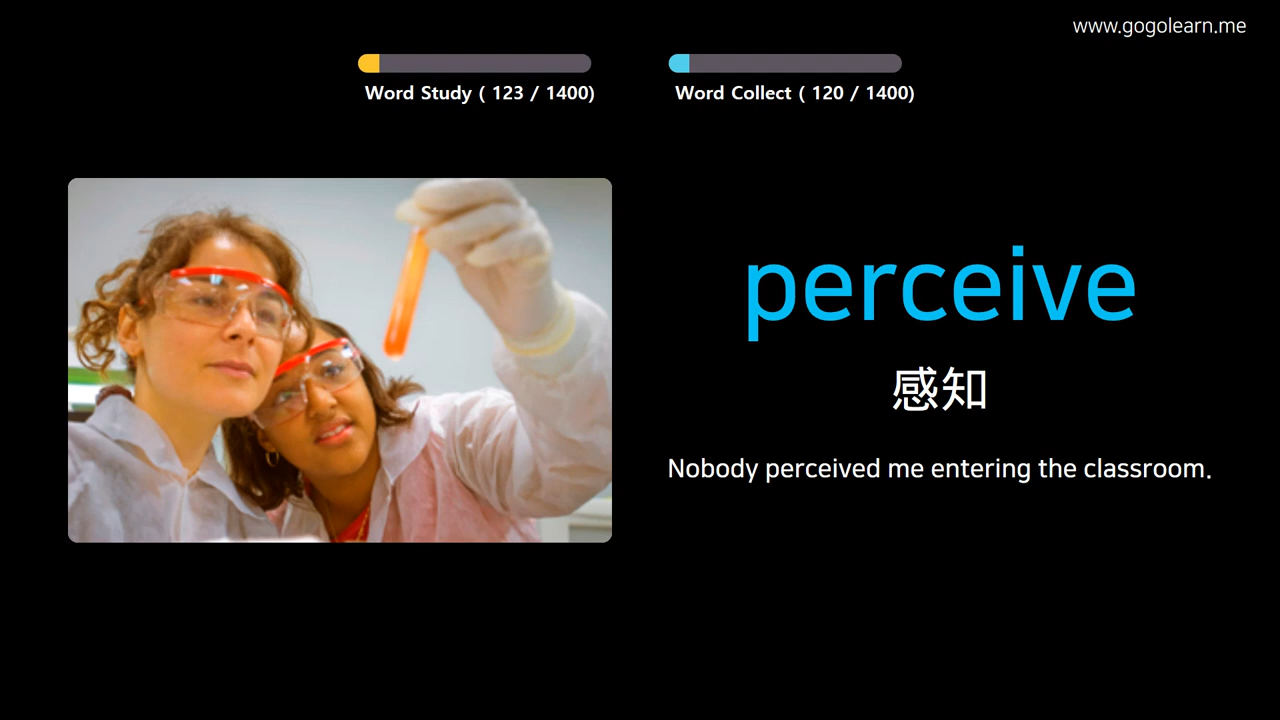 www.gogolearn.me
Word Study ( 123 / 1400)
Word Collect ( 120 / 1400)
perceive
感知
Nobody perceived me entering the classroom.